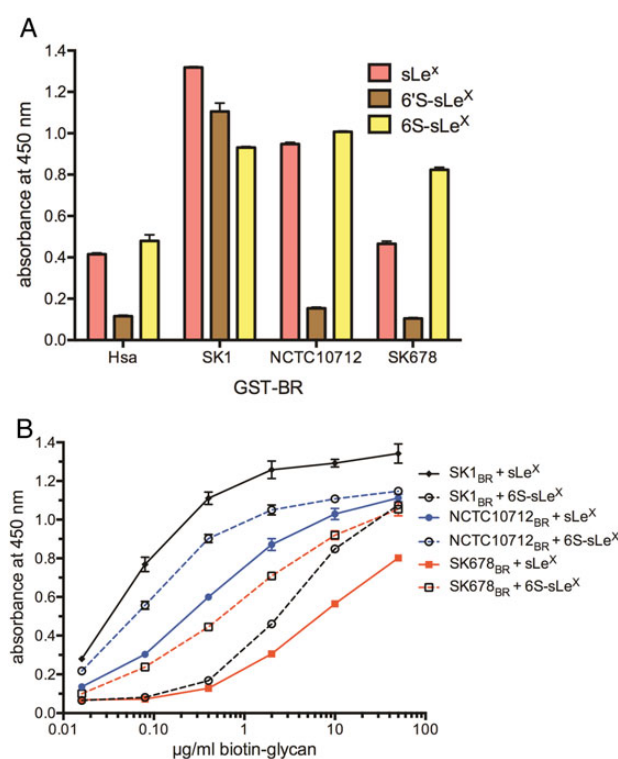 A
absorbance at 450 nm
1.4
1.2
1.0
0.8
0.6
0.4
0.2
0.0
sLeˣ
6'S-sLeˣ
6S-sLeˣ
Hsa SK1 NCTC10712 SK678
GST-BR
B
absorbance at 450 nm
1.4
1.2
1.0
0.8
0.6
0.4
0.2
0.0
0.01 0.10 1 10 100
µg/ml biotin-glycan
SK1BR + sLeˣ
SK1BR + 6S-sLeˣ
NCTC10712BR + sLeˣ
NCTC10712BR + 6S-sLeˣ
SK678BR + sLeˣ
SK678BR + 6S-sLeˣ